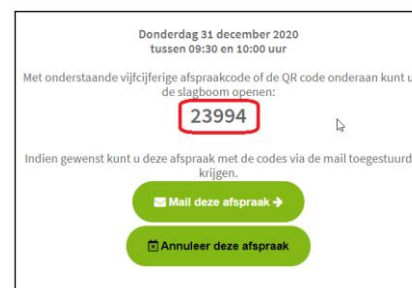 Donderdag 31 december 2020
tussen 09:30 en 10:00 uur
Met onderstaande vijfcijferige afspraakcode of de QR code onderaan kunt u
de slagboom openen:
23994
Indien gewenst kunt u deze afspraak met de codes via de mail toegestuurd
krijgen.
Mail deze afspraak
Annuleer deze afspraak